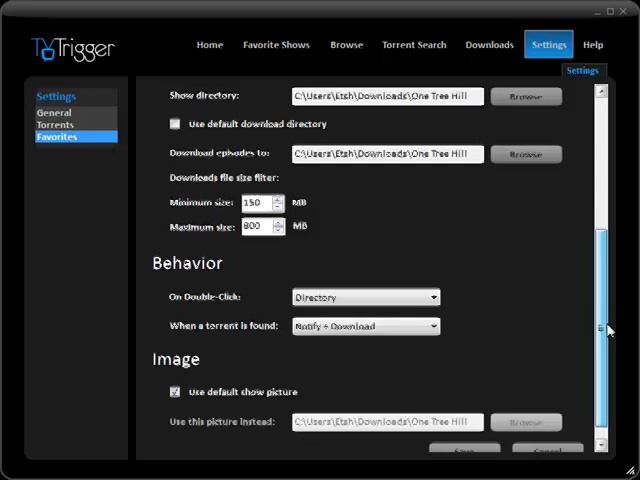 TVTrigger
Home Favorite Shows Browse Torrent Search Downloads Settings Help
Settings
Settings
General
Torrents
Favorites
Show directory: C:\Users\Etsh\Downloads\One Tree Hill Browse
Use default download directory
Download episodes to: C:\Users\Etsh\Downloads\One Tree Hill Browse
Downloads file size filter:
Minimum size: 150 MB
Maximum size: 800 MB
Behavior
On Double-Click: Directory
When a torrent is found: Notify + Download
Image
Use default show picture
Use this picture instead: C:\Users\Etsh\Downloads\One Tree Hill Browse
Save Cancel